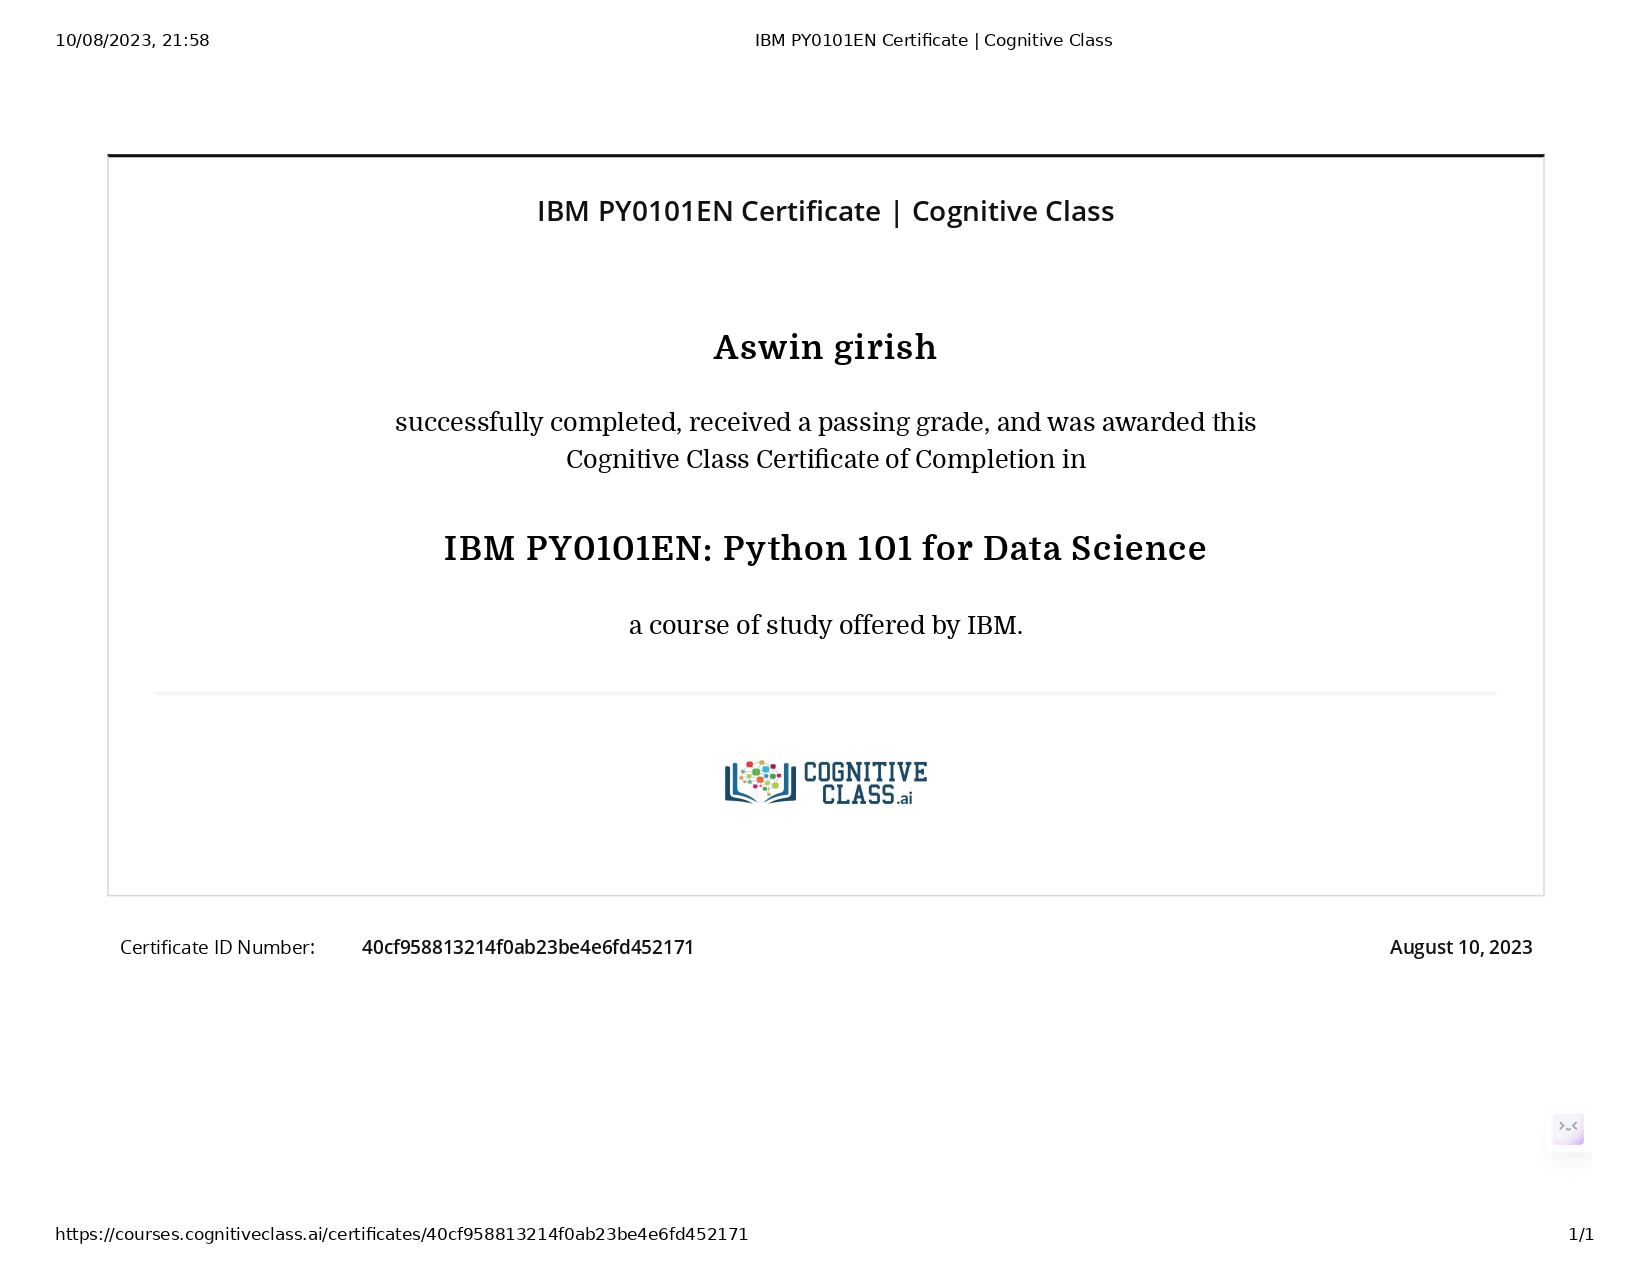 10/08/2023, 21:58 IBM PY0101EN Certificate | Cognitive Class
IBM PY0101EN Certificate | Cognitive Class
Aswin girish
successfully completed, received a passing grade, and was awarded this
Cognitive Class Certificate of Completion in
IBM PY0101EN: Python 101 for Data Science
a course of study offered by IBM.
COGNITIVE
CLASS.ai
Certificate ID Number: 40cf958813214f0ab23be4e6fd452171 August 10, 2023
https://courses.cognitiveclass.ai/certificates/40cf958813214f0ab23be4e6fd452171 1/1